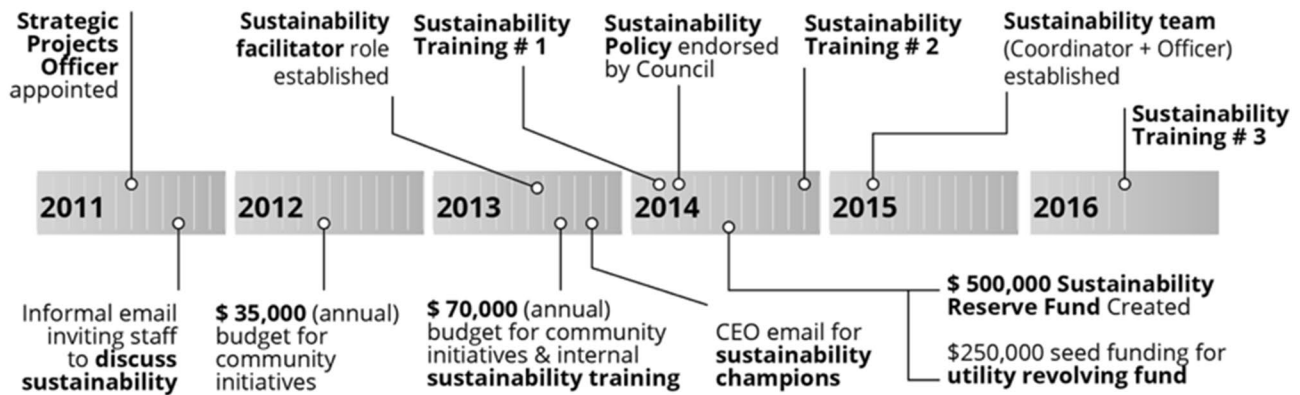 Strategic
Projects
Officer
appointed
Sustainability
facilitator role
established
Sustainability
Training # 1
Sustainability
Policy endorsed
by Council
Sustainability
Training # 2
Sustainability team
(Coordinator + Officer)
established
Sustainability
Training # 3
2011
2012
2013
2014
2015
2016
Informal email
inviting staff
to discuss
sustainability
$ 35,000 (annual)
budget for
community
initiatives
$ 70,000 (annual)
budget for community
initiatives & internal
sustainability training
CEO email for
sustainability
champions
$ 500,000 Sustainability
Reserve Fund Created
$250,000 seed funding for
utility revolving fund